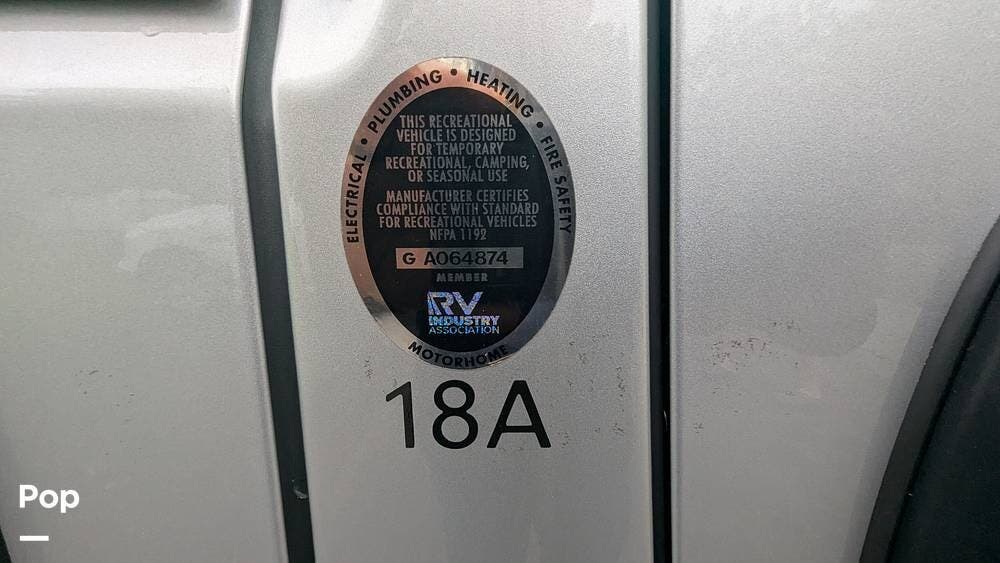 ELECTRICAL • PLUMBING • HEATING • FIRE SAFETY
THIS RECREATIONAL
VEHICLE IS DESIGNED
FOR TEMPORARY
RECREATIONAL, CAMPING,
OR SEASONAL USE
MANUFACTURER CERTIFIES
COMPLIANCE WITH STANDARD
FOR RECREATIONAL VEHICLES
NFPA 1192
G AO64874
MEMBER
RV
INDUSTRY
ASSOCIATION
MOTORHOME
18A
Pop